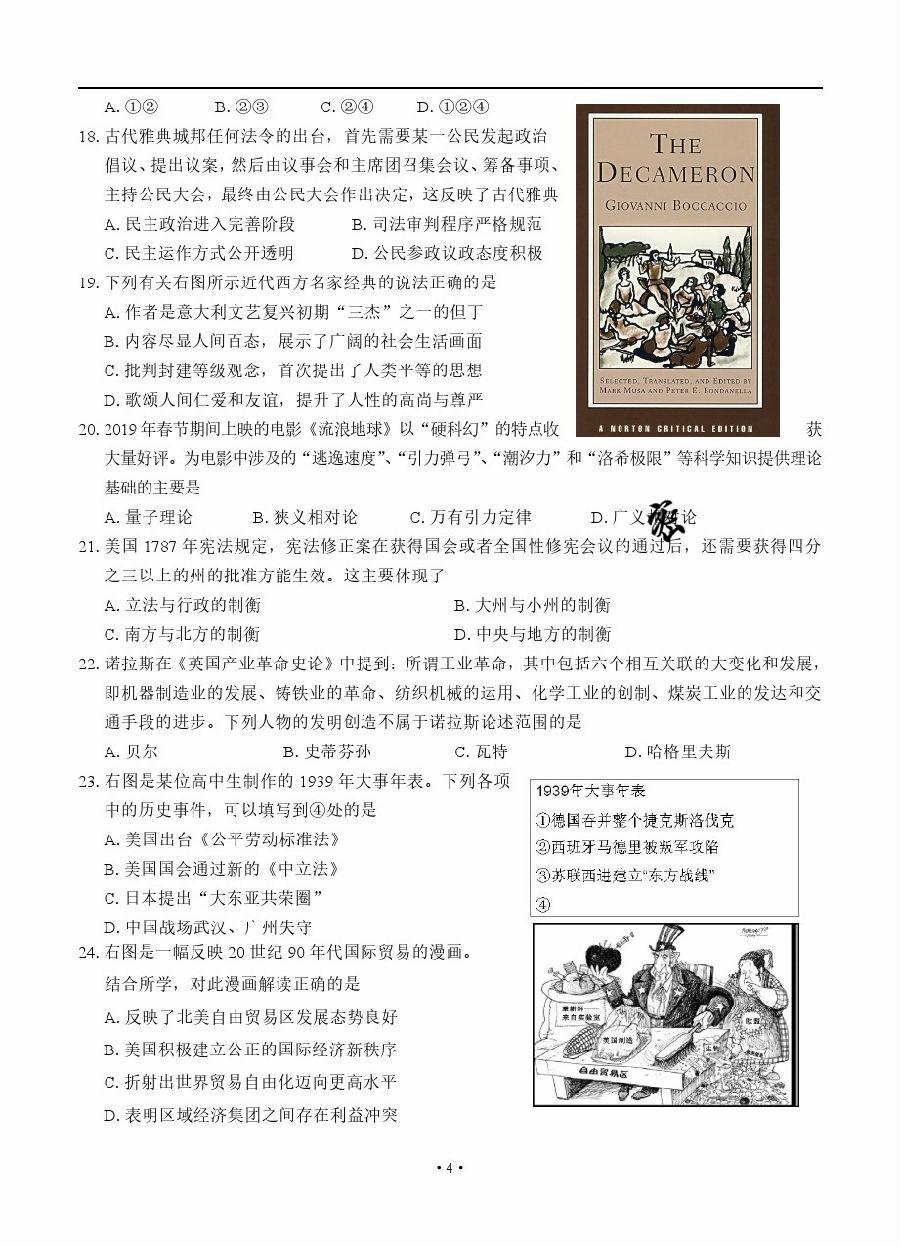 A. ①② B. ②③ C. ②④ D. ①②④
18. 古代雅典城邦任何法令的出台，首先需要某一公民发起政治
倡议、提出议案，然后由议事会和主席团召集会议、筹备事项、
主持公民大会，最终由公民大会作出决定，这反映了古代雅典
A. 民主政治进入完善阶段 B. 司法审判程序严格规范
C. 民主运作方式公开透明 D. 公民参政议政态度积极
THE
DECAMERON
GIOVANNI BOCCACCIO
SELECTED, TRANSLATED, AND EDITED BY
MARK MUSA AND PETER E. BONDANELLA
A NORTON CRITICAL EDITION
19. 下列有关右图所示近代西方名家经典的说法正确的是
A. 作者是意大利文艺复兴初期“三杰”之一的但丁
B. 内容尽显人间百态，展示了广阔的社会生活画面
C. 批判封建等级观念，首次提出了人类平等的思想
D. 歌颂人间仁爱和友谊，提升了人性的高尚与尊严
20. 2019 年春节期间上映的电影《流浪地球》以“硬科幻”的特点收 获
大量好评。为电影中涉及的“逃逸速度”、“引力弹弓”、“潮汐力”和“洛希极限”等科学知识提供理论
基础的主要是
A. 量子理论 B. 狭义相对论 C. 万有引力定律 D. 广义 论
21. 美国 1787 年宪法规定，宪法修正案在获得国会或者全国性修宪会议的通过后，还需要获得四分
之三以上的州的批准方能生效。这主要休现了
A. 立法与行政的制衡 B. 大州与小州的制衡
C. 南方与北方的制衡 D. 中央与地方的制衡
22. 诺拉斯在《英国产业革命史论》中提到：所谓工业革命，其中包括六个相互关联的大变化和发展，
即机器制造业的发展、铸铁业的革命、纺织机械的运用、化学工业的创制、煤炭工业的发达和交
通手段的进步。下列人物的发明创造不属于诺拉斯论述范围的是
A. 贝尔 B. 史蒂芬孙 C. 瓦特 D. 哈格里夫斯
23. 右图是某位高中生制作的 1939 年大事年表。下列各项
中的历史事件，可以填写到④处的是
A. 美国出台《公平劳动标准法》
B. 美国国会通过新的《中立法》
C. 日本提出“大东亚共荣圈”
D. 中国战场武汉、广州失守
1939年大事年表
①德国吞并整个捷克斯洛伐克
②西班牙马德里被叛军攻陷
③苏联西进建立“东方战线”
④
24. 右图是一幅反映 20 世纪 90 年代国际贸易的漫画。
结合所学，对此漫画解读正确的是
A. 反映了北美自由贸易区发展态势良好
B. 美国积极建立公正的国际经济新秩序
C. 折射出世界贸易自由化迈向更高水平
D. 表明区域经济集团之间存在利益冲突
来自实验室
美国制造
自由贸易区
• 4 •